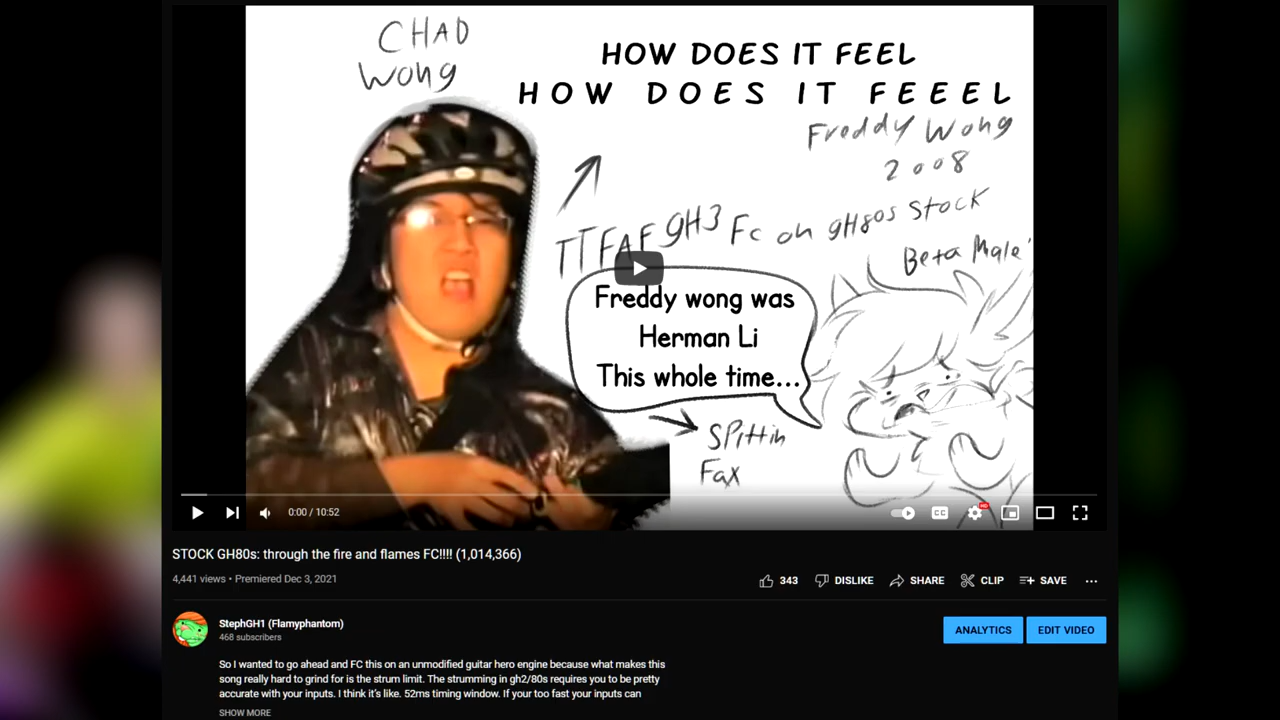 CHAD
Wong
HOW DOES IT FEEL
HOW DOES IT FEEEL
Freddy Wong
2008
TTFAF GH3 Fc on gH80s Stock
Beta Male
Freddy wong was
Herman Li
This whole time...
SPittin
Fax
0:00 / 10:52
CC
HD
STOCK GH80s: through the fire and flames FC!!!! (1,014,366)
4,441 views • Premiered Dec 3, 2021
343 DISLIKE SHARE CLIP SAVE
StephGH1 (Flamyphantom)
468 subscribers
ANALYTICS EDIT VIDEO
So I wanted to go ahead and FC this on an unmodified guitar hero engine because what makes this
song really hard to grind for is the strum limit. The strumming in gh2/80s requires you to be pretty
accurate with your inputs. I think it's like. 52ms timing window. If your too fast your inputs can
SHOW MORE